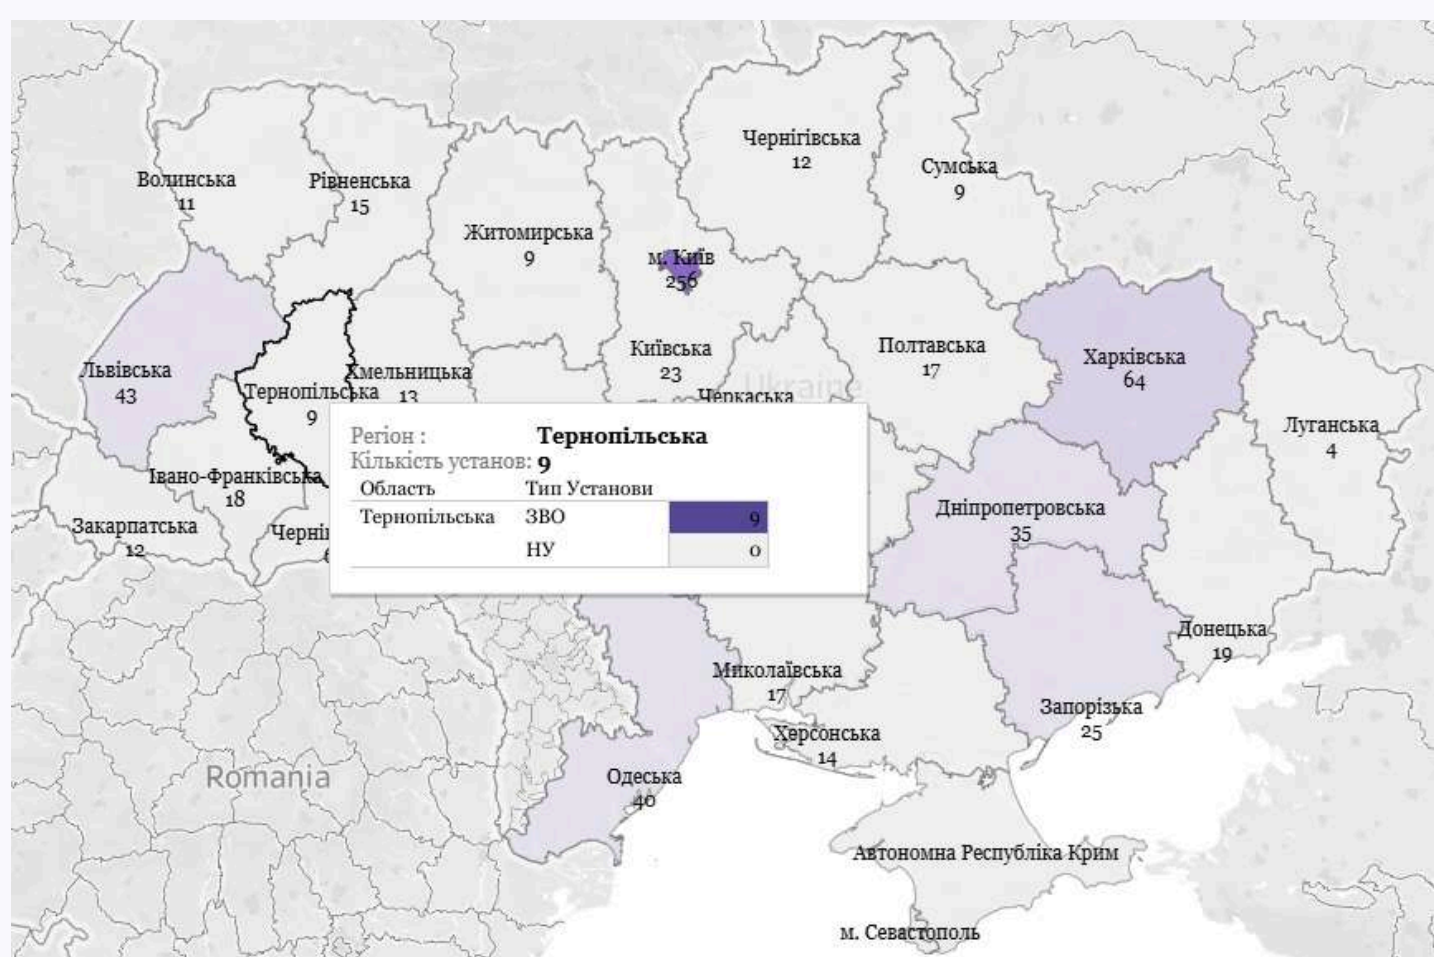 Чернігівська
12
Сумська
9
Волинська
11
Рівненська
15
Житомирська
9
м. Київ
256
Київська
23
Полтавська
17
Харківська
64
Львівська
43
Хмельницька
13
Тернопільська
9
Черкаська
Ukraine
Луганська
4
Регіон : Тернопільська
Кількість установ: 9
Область Тип Установи
Тернопільська ЗВО 9
НУ 0
Івано-Франківська
18
Закарпатська
12
Дніпропетровська
35
Донецька
19
Миколаївська
17
Запорізька
25
Херсонська
14
Romania
Одеська
40
Автономна Республіка Крим
м. Севастополь